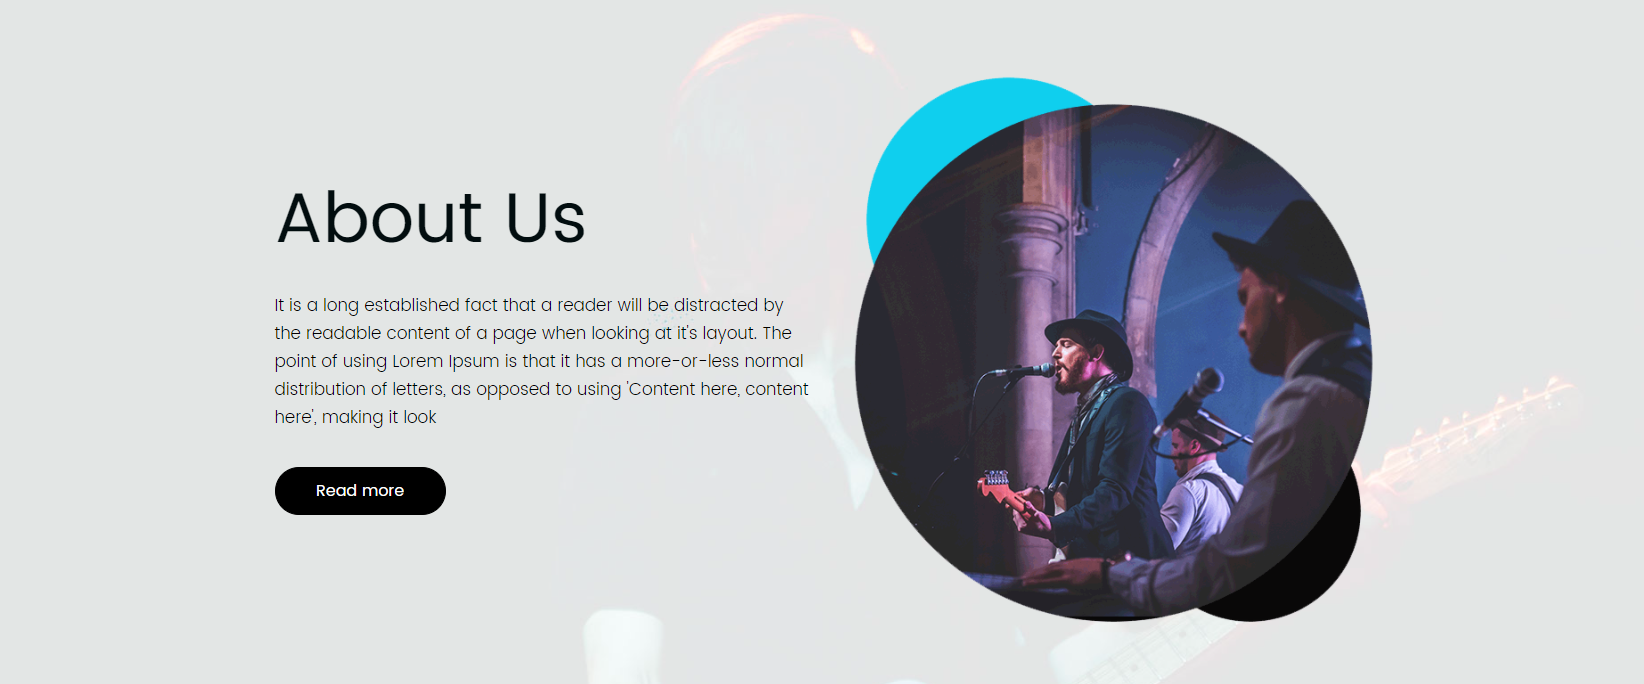 About Us
It is a long established fact that a reader will be distracted by
the readable content of a page when looking at it's layout. The
point of using Lorem Ipsum is that it has a more-or-less normal
distribution of letters, as opposed to using 'Content here, content
here', making it look
Read more